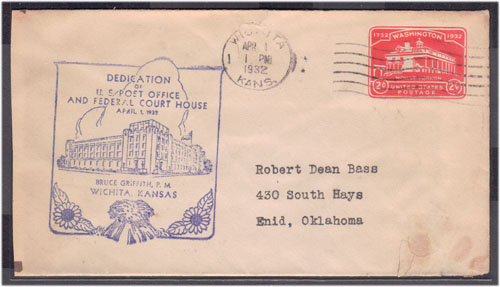 DEDICATION
OF
U. S. POST OFFICE
AND FEDERAL COURT HOUSE
APRIL 1, 1932
BRUCE GRIFFITH, P. M.
WICHITA, KANSAS
WICHITA
APR 1
1 PM
1932
KANS.
1732 WASHINGTON 1932
UNITED STATES
POSTAGE
2¢ 2¢
Robert Dean Bass
430 South Hays
Enid, Oklahoma